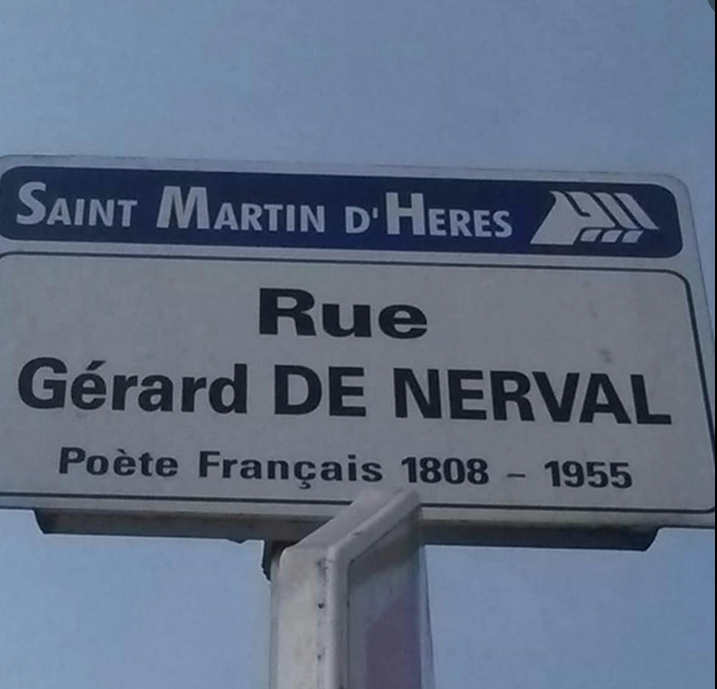 SAINT MARTIN D'HERES
Rue
Gérard DE NERVAL
Poète Français 1808 - 1955